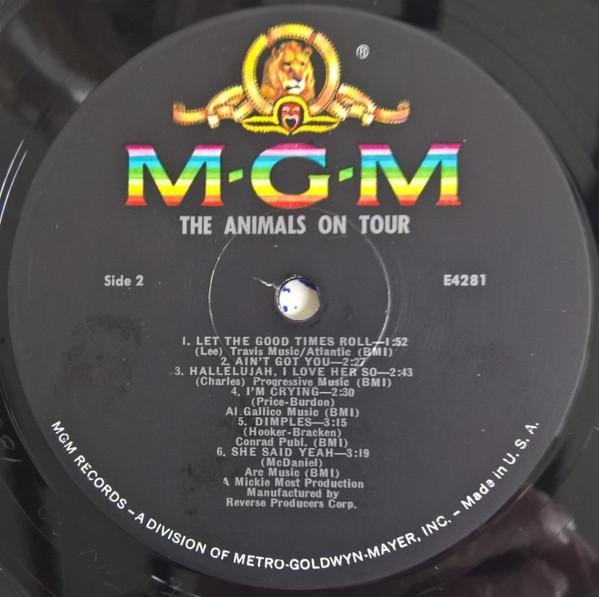 ®
M·G·M
THE ANIMALS ON TOUR
Side 2
E4281
1. LET THE GOOD TIMES ROLL—1:52
(Lee) Travis Music/Atlantic (BMI)
2. AIN'T GOT YOU—2:27
3. HALLELUJAH, I LOVE HER SO—2:43
(Charles) Progressive Music (BMI)
4. I'M CRYING—2:30
(Price-Burdon)
Al Gallico Music (BMI)
5. DIMPLES—3:15
(Hooker-Bracken)
Conrad Publ. (BMI)
6. SHE SAID YEAH—3:19
(McDaniel)
Arc Music (BMI)
A Mickie Most Production
Manufactured by
Reverse Producers Corp.
MGM RECORDS – A DIVISION OF METRO-GOLDWYN-MAYER, INC. – Made in U. S. A.